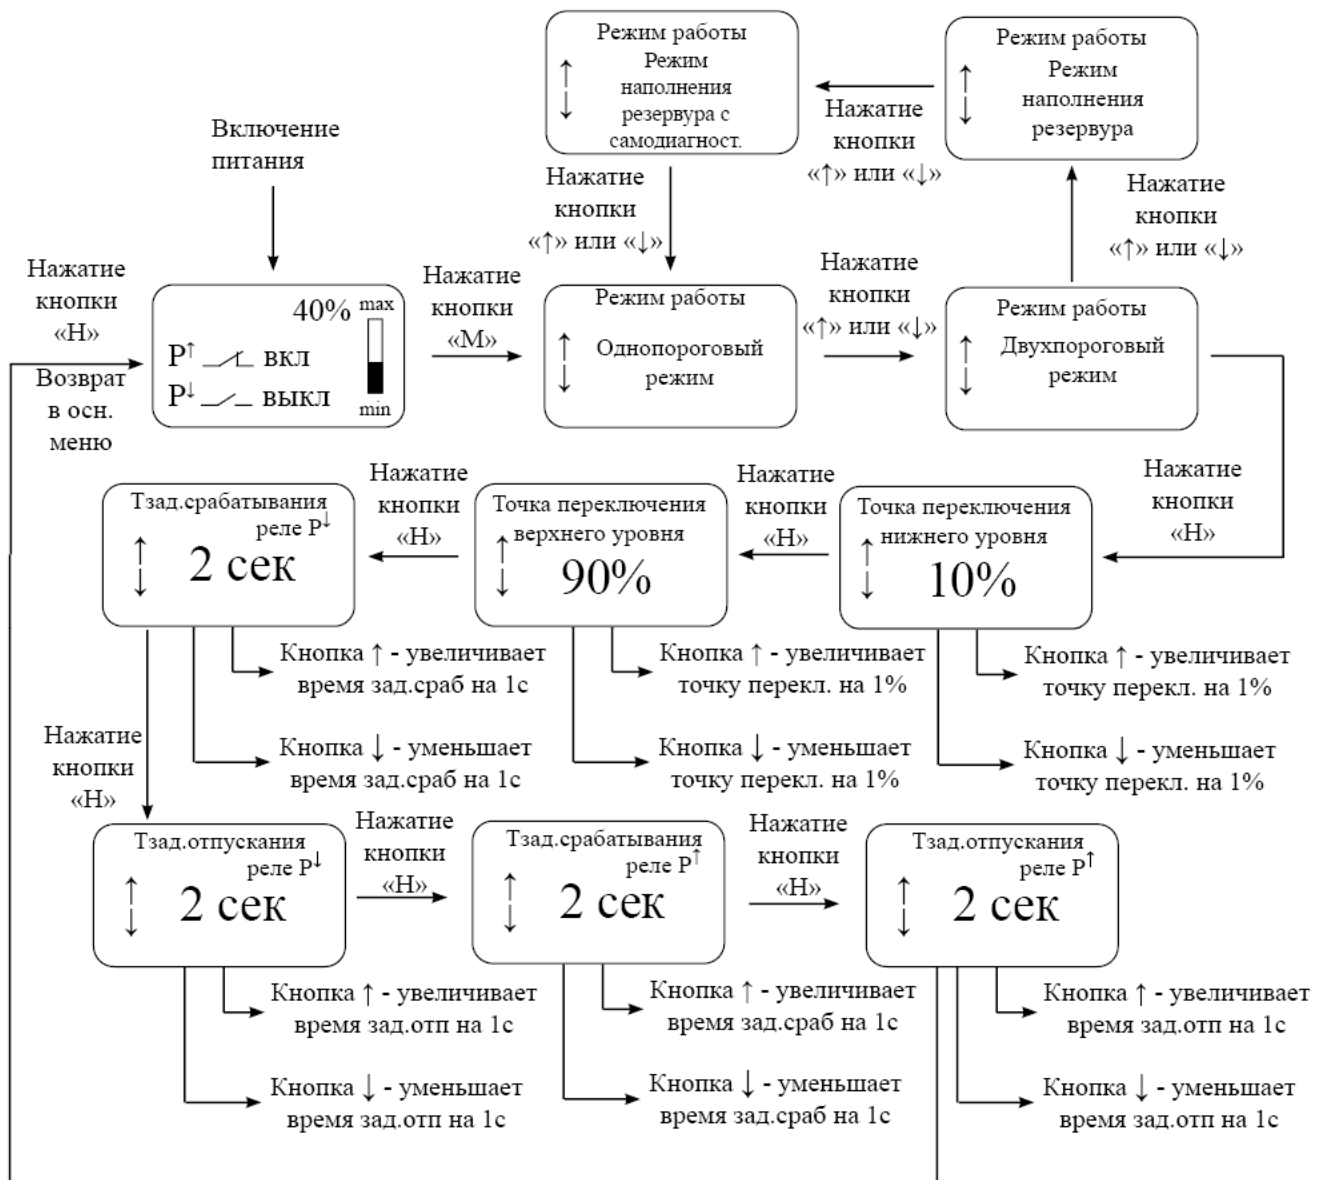 Режим работы
Режим
наполнения
резервура с
самодиагност.
Режим работы
Режим
наполнения
резервура
Нажатие
кнопки
«↑» или «↓»
Включение
питания
Нажатие
кнопки
«↑» или «↓»
Нажатие
кнопки
«↑» или «↓»
Нажатие
кнопки
«Н»
Возврат
в осн.
меню
40% max
Р↑ ВКЛ
Р↓ ВЫКЛ
min
Нажатие
кнопки
«М»
Режим работы
Однопороговый
режим
Нажатие
кнопки
«↑» или «↓»
Режим работы
Двухпороговый
режим
Нажатие
кнопки
«Н»
Точка переключения
нижнего уровня
10%
Кнопка ↑ - увеличивает
точку перекл. на 1%
Кнопка ↓ - уменьшает
точку перекл. на 1%
Нажатие
кнопки
«Н»
Точка переключения
верхнего уровня
90%
Кнопка ↑ - увеличивает
точку перекл. на 1%
Кнопка ↓ - уменьшает
точку перекл. на 1%
Нажатие
кнопки
«Н»
Тзад.срабатывания
реле Р↓
2 сек
Кнопка ↑ - увеличивает
время зад.сраб на 1с
Кнопка ↓ - уменьшает
время зад.сраб на 1с
Нажатие
кнопки
«Н»
Тзад.отпускания
реле Р↓
2 сек
Кнопка ↑ - увеличивает
время зад.отп на 1с
Кнопка ↓ - уменьшает
время зад.отп на 1с
Нажатие
кнопки
«Н»
Тзад.срабатывания
реле Р↑
2 сек
Кнопка ↑ - увеличивает
время зад.сраб на 1с
Кнопка ↓ - уменьшает
время зад.сраб на 1с
Нажатие
кнопки
«Н»
Тзад.отпускания
реле Р↑
2 сек
Кнопка ↑ - увеличивает
время зад.отп на 1с
Кнопка ↓ - уменьшает
время зад.отп на 1с